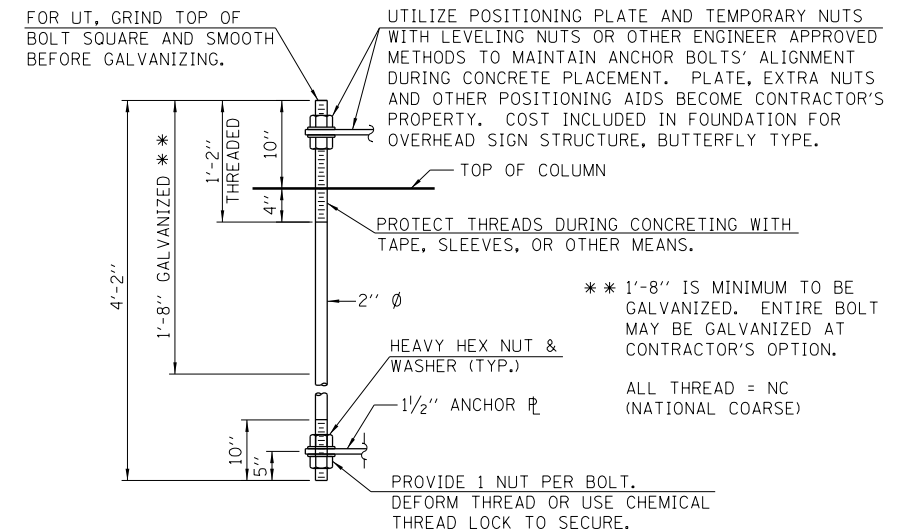 FOR UT, GRIND TOP OF
BOLT SQUARE AND SMOOTH
BEFORE GALVANIZING.
UTILIZE POSITIONING PLATE AND TEMPORARY NUTS
WITH LEVELING NUTS OR OTHER ENGINEER APPROVED
METHODS TO MAINTAIN ANCHOR BOLTS' ALIGNMENT
DURING CONCRETE PLACEMENT. PLATE, EXTRA NUTS
AND OTHER POSITIONING AIDS BECOME CONTRACTOR'S
PROPERTY. COST INCLUDED IN FOUNDATION FOR
OVERHEAD SIGN STRUCTURE, BUTTERFLY TYPE.
4'-2''
1'-8'' GALVANIZED * *
1'-2''
THREADED
10''
4''
TOP OF COLUMN
PROTECT THREADS DURING CONCRETING WITH
TAPE, SLEEVES, OR OTHER MEANS.
2'' Ø
* * 1'-8'' IS MINIMUM TO BE
GALVANIZED. ENTIRE BOLT
MAY BE GALVANIZED AT
CONTRACTOR'S OPTION.
ALL THREAD = NC
(NATIONAL COARSE)
HEAVY HEX NUT &
WASHER (TYP.)
1½'' ANCHOR ⅊
10''
5''
PROVIDE 1 NUT PER BOLT.
DEFORM THREAD OR USE CHEMICAL
THREAD LOCK TO SECURE.